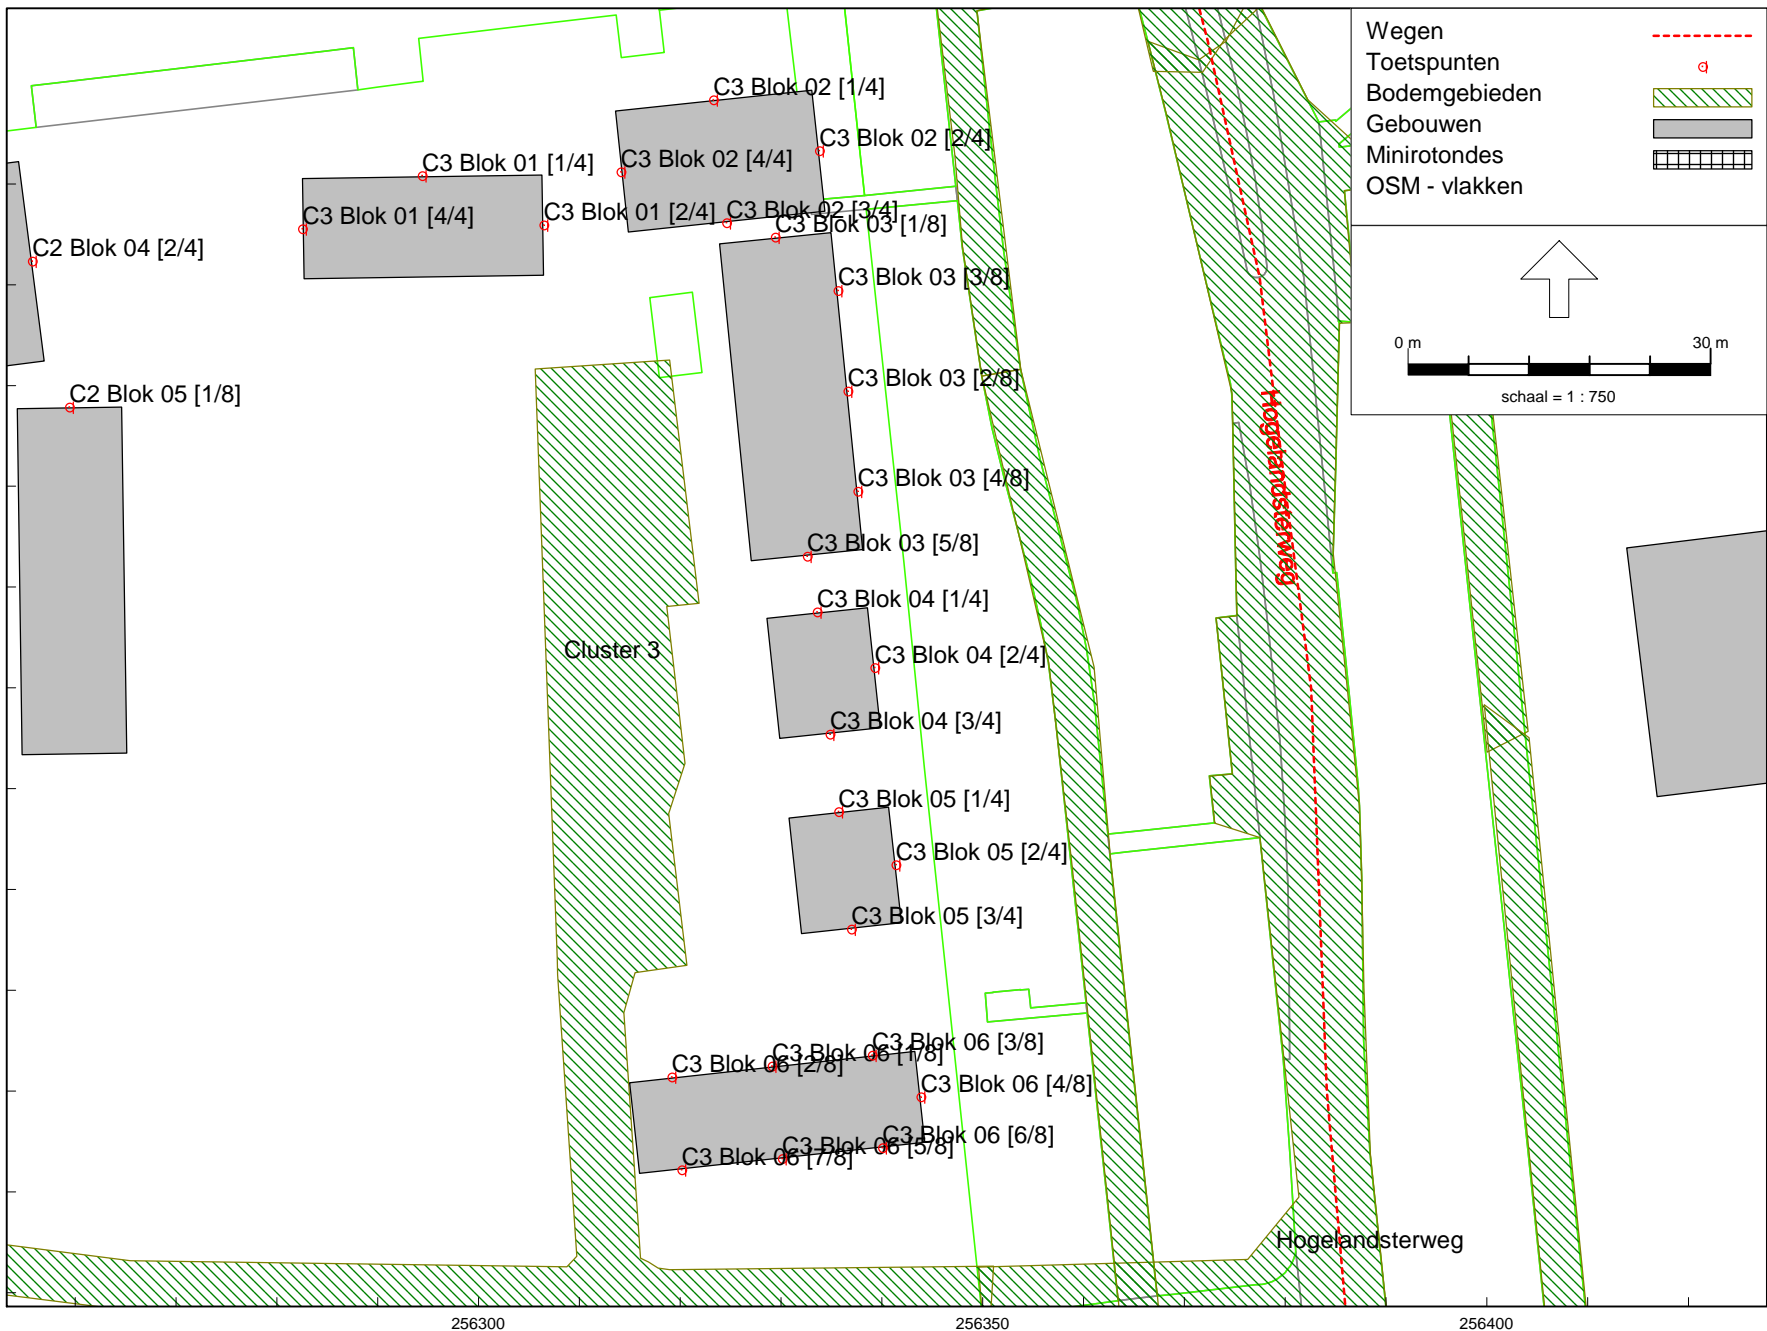 Wegen
Toetspunten
Bodemgebieden
Gebouwen
Minirotondes
OSM - vlakken
0 m 30 m
schaal = 1 : 750
C3 Blok 02 [1/4]
C3 Blok 02 [2/4]
C3 Blok 01 [1/4]
C3 Blok 02 [4/4]
C3 Blok 01 [4/4]
C3 Blok 01 [2/4]
C3 Blok 02 [3/4]
C3 Blok 03 [1/8]
C2 Blok 04 [2/4]
C3 Blok 03 [3/8]
C2 Blok 05 [1/8]
C3 Blok 03 [2/8]
Hogelandsterweg
C3 Blok 03 [4/8]
C3 Blok 03 [5/8]
C3 Blok 04 [1/4]
Cluster 3
C3 Blok 04 [2/4]
C3 Blok 04 [3/4]
C3 Blok 05 [1/4]
C3 Blok 05 [2/4]
C3 Blok 05 [3/4]
C3 Blok 06 [3/8]
C3 Blok 06 [1/8]
C3 Blok 06 [2/8]
C3 Blok 06 [4/8]
C3 Blok 06 [6/8]
C3 Blok 06 [5/8]
C3 Blok 06 [7/8]
Hogelandsterweg
256300 256350 256400